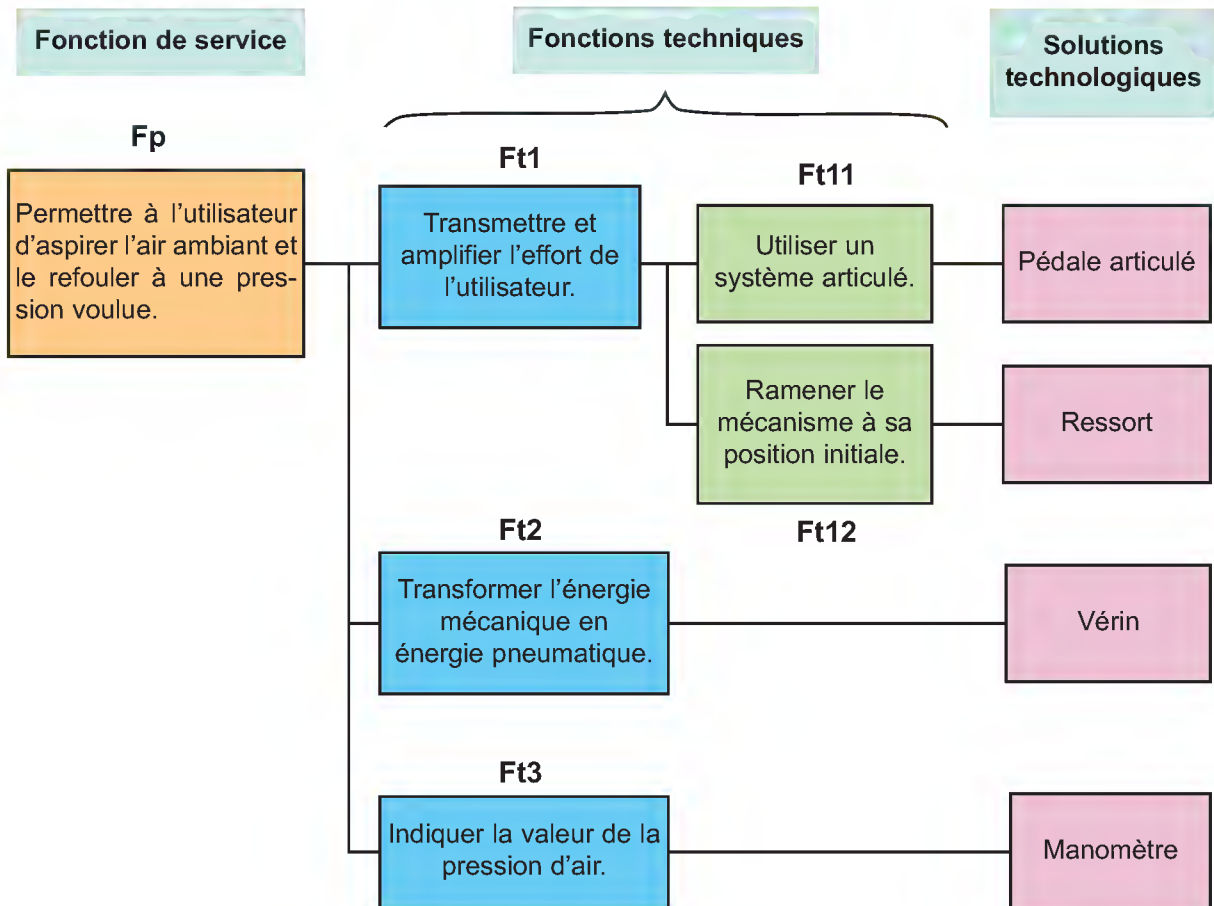 Fonction de service
Fonctions techniques
Solutions
technologiques
Fp
Permettre à l'utilisateur
d'aspirer l'air ambiant et
le refouler à une pres-
sion voulue.
Ft1
Transmettre et
amplifier l'effort de
l'utilisateur.
Ft11
Utiliser un
système articulé.
Pédale articulé
Ramener le
mécanisme à sa
position initiale.
Ft12
Ressort
Ft2
Transformer l'énergie
mécanique en
énergie pneumatique.
Vérin
Ft3
Indiquer la valeur de la
pression d'air.
Manomètre